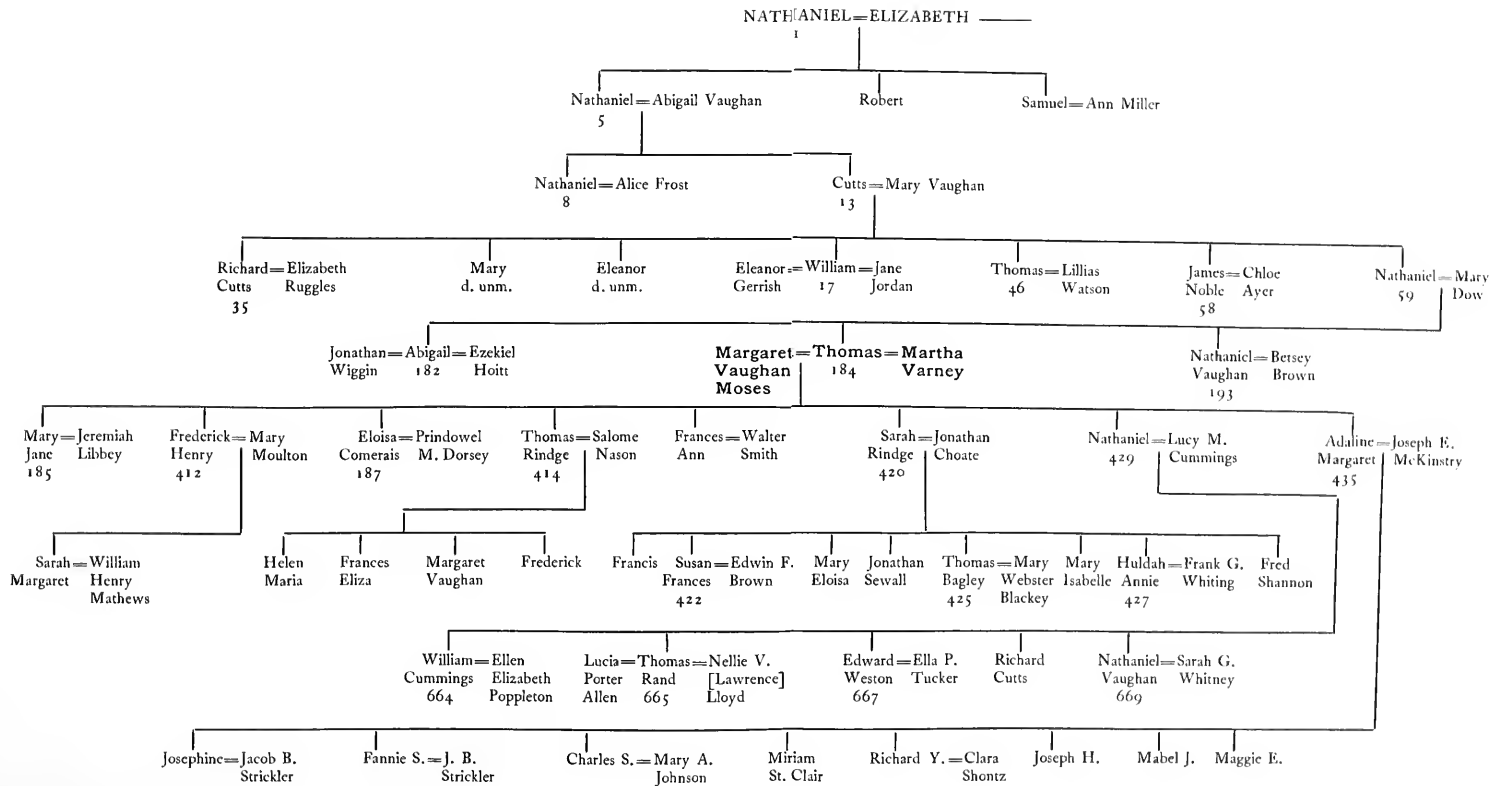 NATHANIEL=ELIZABETH ———
1
Nathaniel=Abigail Vaughan Robert Samuel=Ann Miller
5
Nathaniel=Alice Frost Cutts=Mary Vaughan
8 13
Richard=Elizabeth Mary Eleanor Eleanor=William=Jane Thomas=Lillias James=Chloe Nathaniel=Mary
Cutts Ruggles d. unm. d. unm. Gerrish 17 Jordan 46 Watson Noble Ayer 59 Dow
35 58
Jonathan=Abigail=Ezekiel Margaret=Thomas=Martha Nathaniel=Betsey
Wiggin 182 Hoitt Vaughan 184 Varney Vaughan Brown
Moses 193
Mary=Jeremiah Frederick=Mary Eloisa=Prindowel Thomas=Salome Frances=Walter Sarah=Jonathan Nathaniel=Lucy M. Adaline=Joseph E.
Jane Libbey Henry Moulton Comerais M. Dorsey Rindge Nason Ann Smith Rindge Choate 429 Cummings Margaret McKinstry
185 412 187 414 420 435
Sarah=William Helen Frances Margaret Frederick Francis Susan=Edwin F. Mary Jonathan Thomas=Mary Mary Huldah=Frank G. Fred
Margaret Henry Maria Eliza Vaughan Frances Brown Eloisa Sewall Bagley Webster Isabelle Annie Whiting Shannon
Mathews 422 425 Blackey 427
William=Ellen Lucia=Thomas=Nellie V. Edward=Ella P. Richard Nathaniel=Sarah G.
Cummings Elizabeth Porter Rand [Lawrence] Weston Tucker Cutts Vaughan Whitney
664 Poppleton Allen 665 Lloyd 667 669
Josephine=Jacob B. Fannie S.=J. B. Charles S.=Mary A. Miriam Richard Y.=Clara Joseph H. Mabel J. Maggie E.
Strickler Strickler Johnson St. Clair Shontz